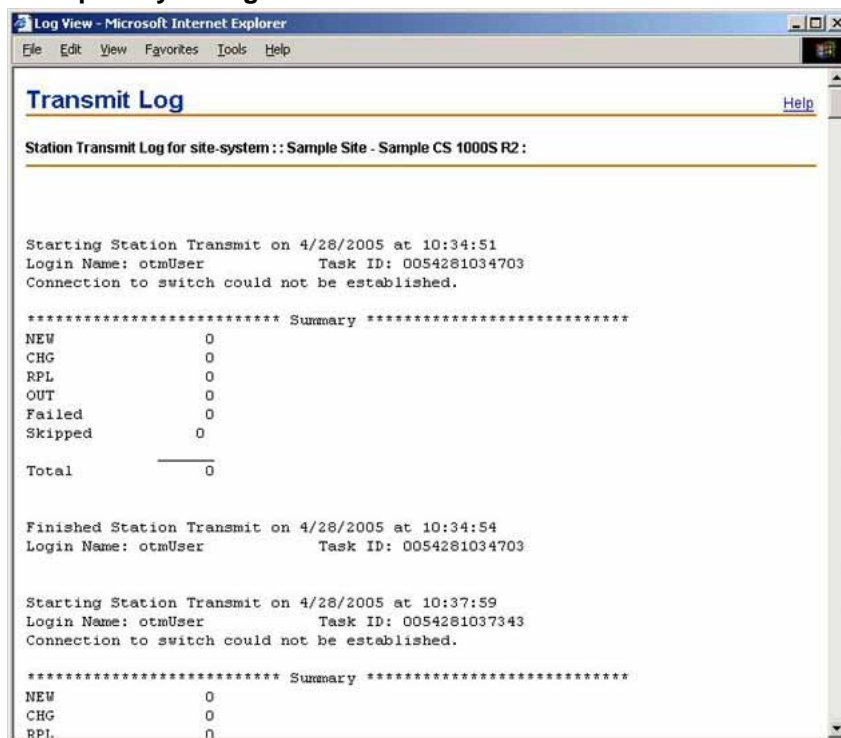 Log View - Microsoft Internet Explorer
File Edit View Favorites Tools Help
Transmit Log
Help
Station Transmit Log for site-system : : Sample Site - Sample CS 1000S R2 :
Starting Station Transmit on 4/28/2005 at 10:34:51
Login Name: otmUser Task ID: 0054281034703
Connection to switch could not be established.
*************************** Summary ****************************
NEW 0
CHG 0
RPL 0
OUT 0
Failed 0
Skipped 0
Total 0
Finished Station Transmit on 4/28/2005 at 10:34:54
Login Name: otmUser Task ID: 0054281034703
Starting Station Transmit on 4/28/2005 at 10:37:59
Login Name: otmUser Task ID: 0054281037343
Connection to switch could not be established.
*************************** Summary ****************************
NEW 0
CHG 0
RPL 0